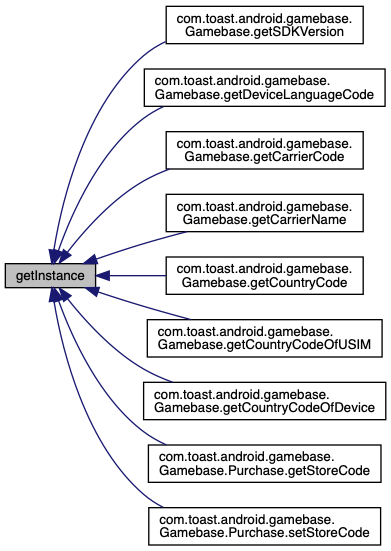 com.toast.android.gamebase.
Gamebase.getSDKVersion
com.toast.android.gamebase.
Gamebase.getDeviceLanguageCode
com.toast.android.gamebase.
Gamebase.getCarrierCode
com.toast.android.gamebase.
Gamebase.getCarrierName
getInstance
com.toast.android.gamebase.
Gamebase.getCountryCode
com.toast.android.gamebase.
Gamebase.getCountryCodeOfUSIM
com.toast.android.gamebase.
Gamebase.getCountryCodeOfDevice
com.toast.android.gamebase.
Gamebase.Purchase.getStoreCode
com.toast.android.gamebase.
Gamebase.Purchase.setStoreCode